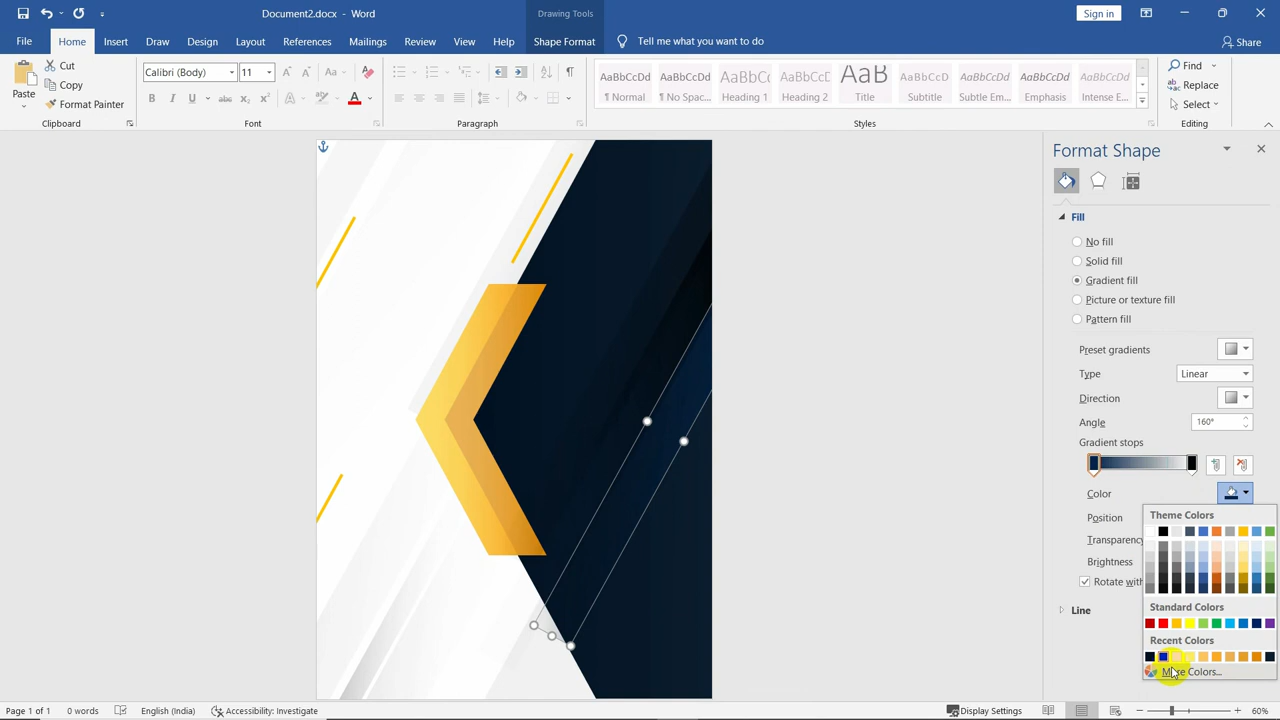 Document2.docx - Word
Drawing Tools
Sign in
File
Home
Insert
Draw
Design
Layout
References
Mailings
Review
View
Help
Shape Format
Tell me what you want to do
Share
Paste
Cut
Copy
Format Painter
Clipboard
Calibri (Body)
11
Font
Paragraph
AaBbCcDd
¶ Normal
AaBbCcDd
¶ No Spac...
AaBbCc
Heading 1
AaBbCcE
Heading 2
AaB
Title
AaBbCcD
Subtitle
AaBbCcDd
Subtle Em...
AaBbCcDd
Emphasis
AaBbCcDd
Intense E...
Styles
Find
Replace
Select
Editing
Format Shape
Fill
No fill
Solid fill
Gradient fill
Picture or texture fill
Pattern fill
Preset gradients
Type
Linear
Direction
Angle
160°
Gradient stops
Color
Position
Transparency
Brightness
Rotate with
Line
Theme Colors
Standard Colors
Recent Colors
More Colors...
Page 1 of 1
0 words
English (India)
Accessibility: Investigate
Display Settings
60%